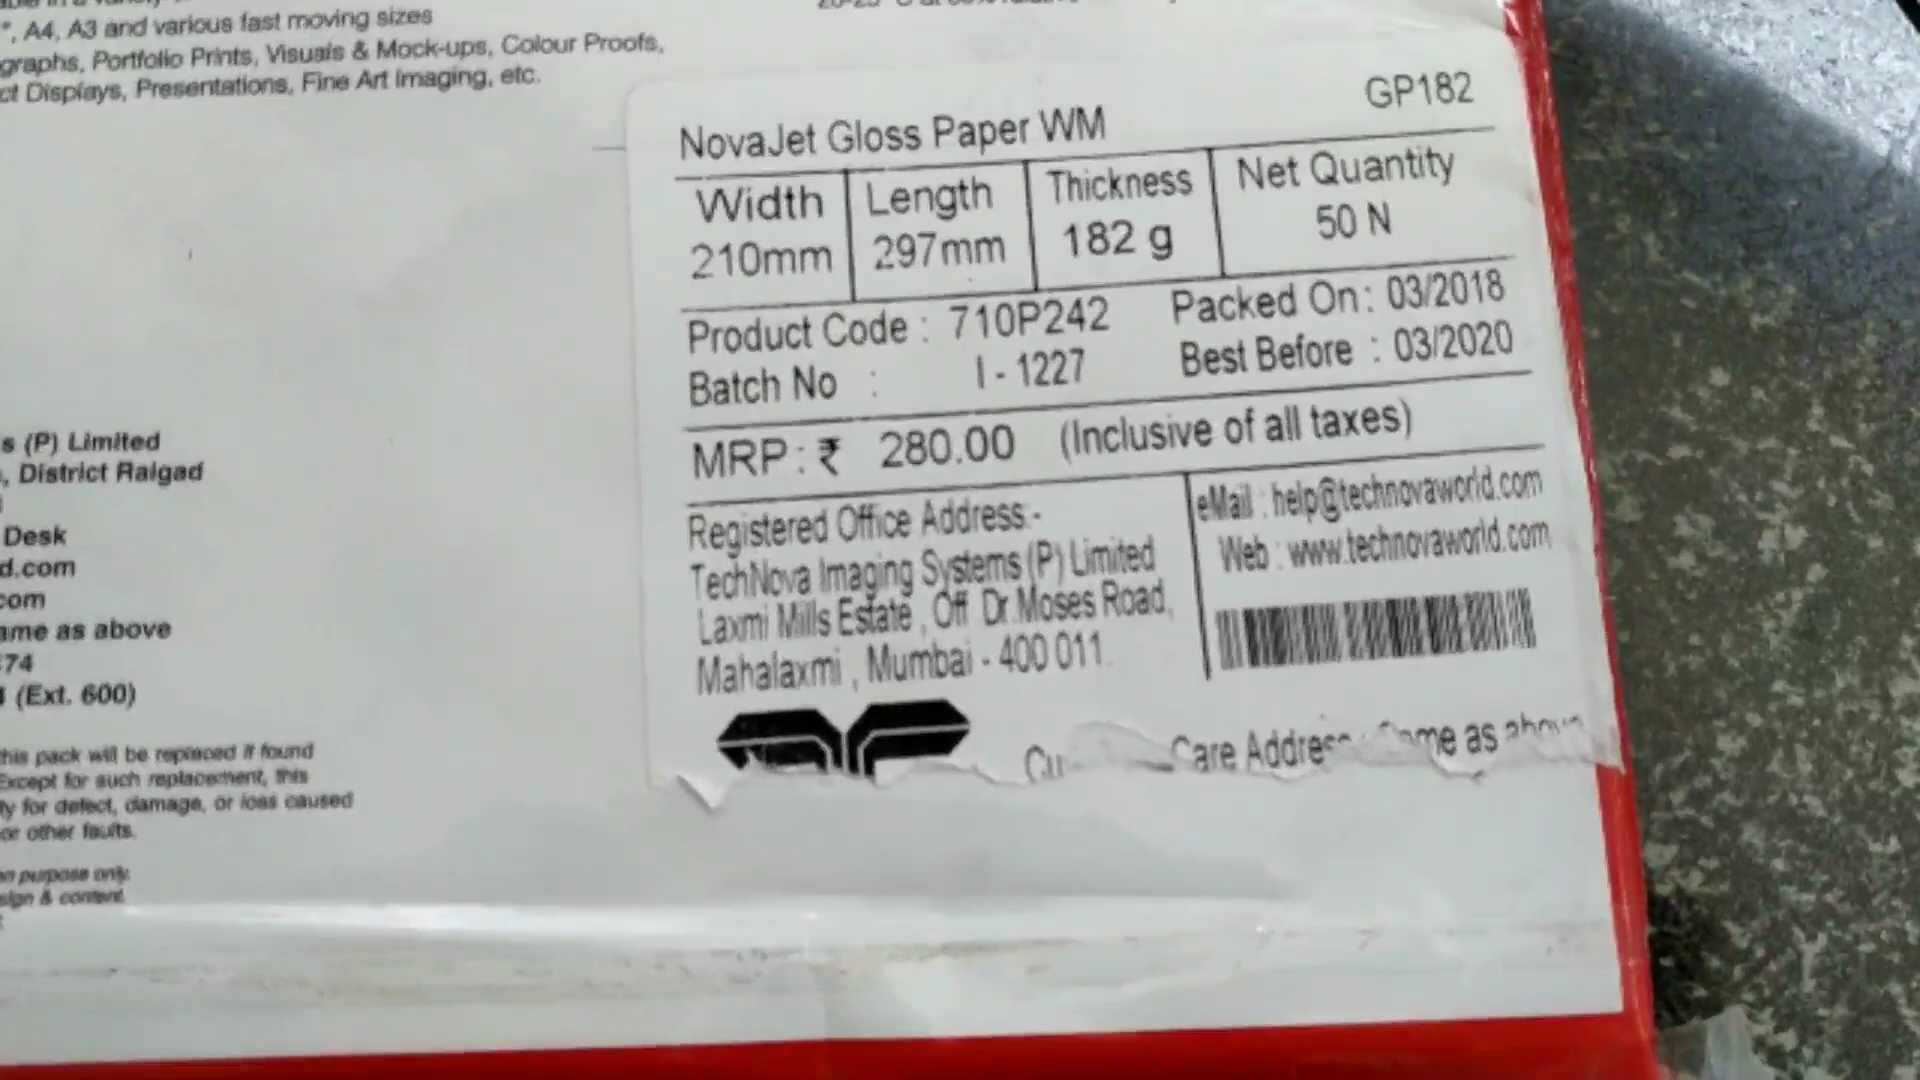 ", A4, A3 and various fast moving sizes
graphs, Portfolio Prints, Visuals & Mock-ups, Colour Proofs,
ct Displays, Presentations, Fine Art Imaging, etc.
GP182
NovaJet Gloss Paper WM
Width Length Thickness Net Quantity
210mm 297mm 182 g 50 N
Product Code : 710P242 Packed On : 03/2018
Batch No : I - 1227 Best Before : 03/2020
MRP : ₹ 280.00 (Inclusive of all taxes)
Registered Office Address:-
TechNova Imaging Systems (P) Limited
Laxmi Mills Estate , Off Dr.Moses Road,
Mahalaxmi , Mumbai - 400 011.
eMail : help@technovaworld.com
Web : www.technovaworld.com
Cu Care Address : Same as above
s (P) Limited
, District Raigad
Desk
d.com
com
ame as above
74
(Ext. 600)
this pack will be replaced if found
Except for such replacement, this
ty for defect, damage, or loss caused
or other faults.
on purpose only.
sign & content